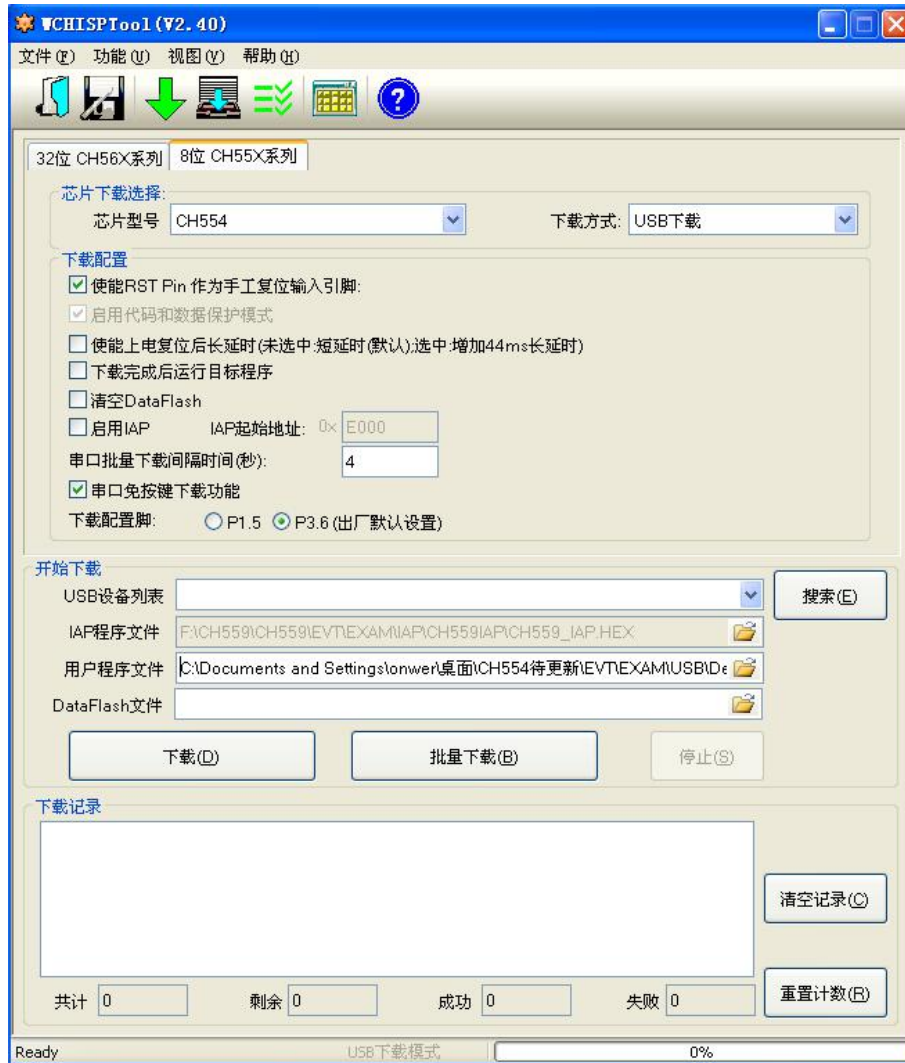 WCHISPTool(V2.40)
文件(F) 功能(U) 视图(V) 帮助(H)
32位 CH56X系列 8位 CH55X系列
芯片下载选择:
芯片型号 CH554 下载方式: USB下载
下载配置
使能RST Pin 作为手工复位输入引脚:
启用代码和数据保护模式
使能上电复位后长延时(未选中:短延时(默认);选中:增加44ms长延时)
下载完成后运行目标程序
清空DataFlash
启用IAP IAP起始地址: 0x E000
串口批量下载间隔时间(秒): 4
串口免按键下载功能
下载配置脚: P1.5 P3.6(出厂默认设置)
开始下载
USB设备列表 搜索(E)
IAP程序文件 F:\CH559\CH559\EVT\EXAM\IAP\CH559IAP\CH559_IAP.HEX
用户程序文件 C:\Documents and Settings\onwer\桌面\CH554待更新\EVT\EXAM\USB\De
DataFlash文件
下载(D) 批量下载(B) 停止(S)
下载记录
清空记录(C)
共计 0 剩余 0 成功 0 失败 0 重置计数(R)
Ready USB下载模式 0%